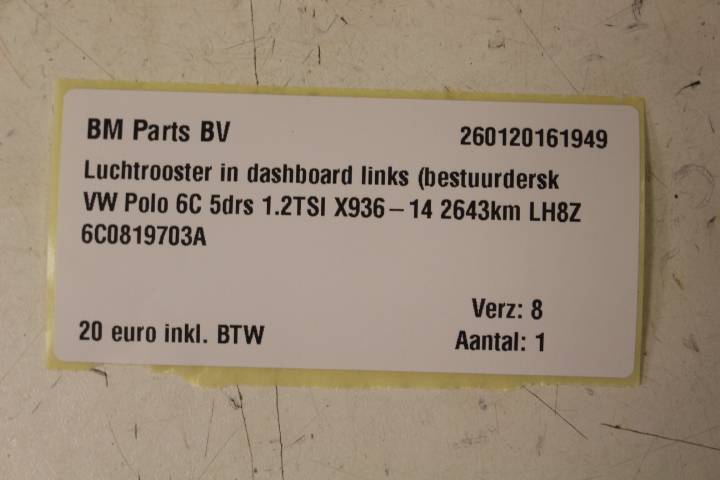 BM Parts BV 260120161949
Luchtrooster in dashboard links (bestuurdersk
VW Polo 6C 5drs 1.2TSI X936-14 2643km LH8Z
6C0819703A
Verz: 8
20 euro inkl. BTW Aantal: 1